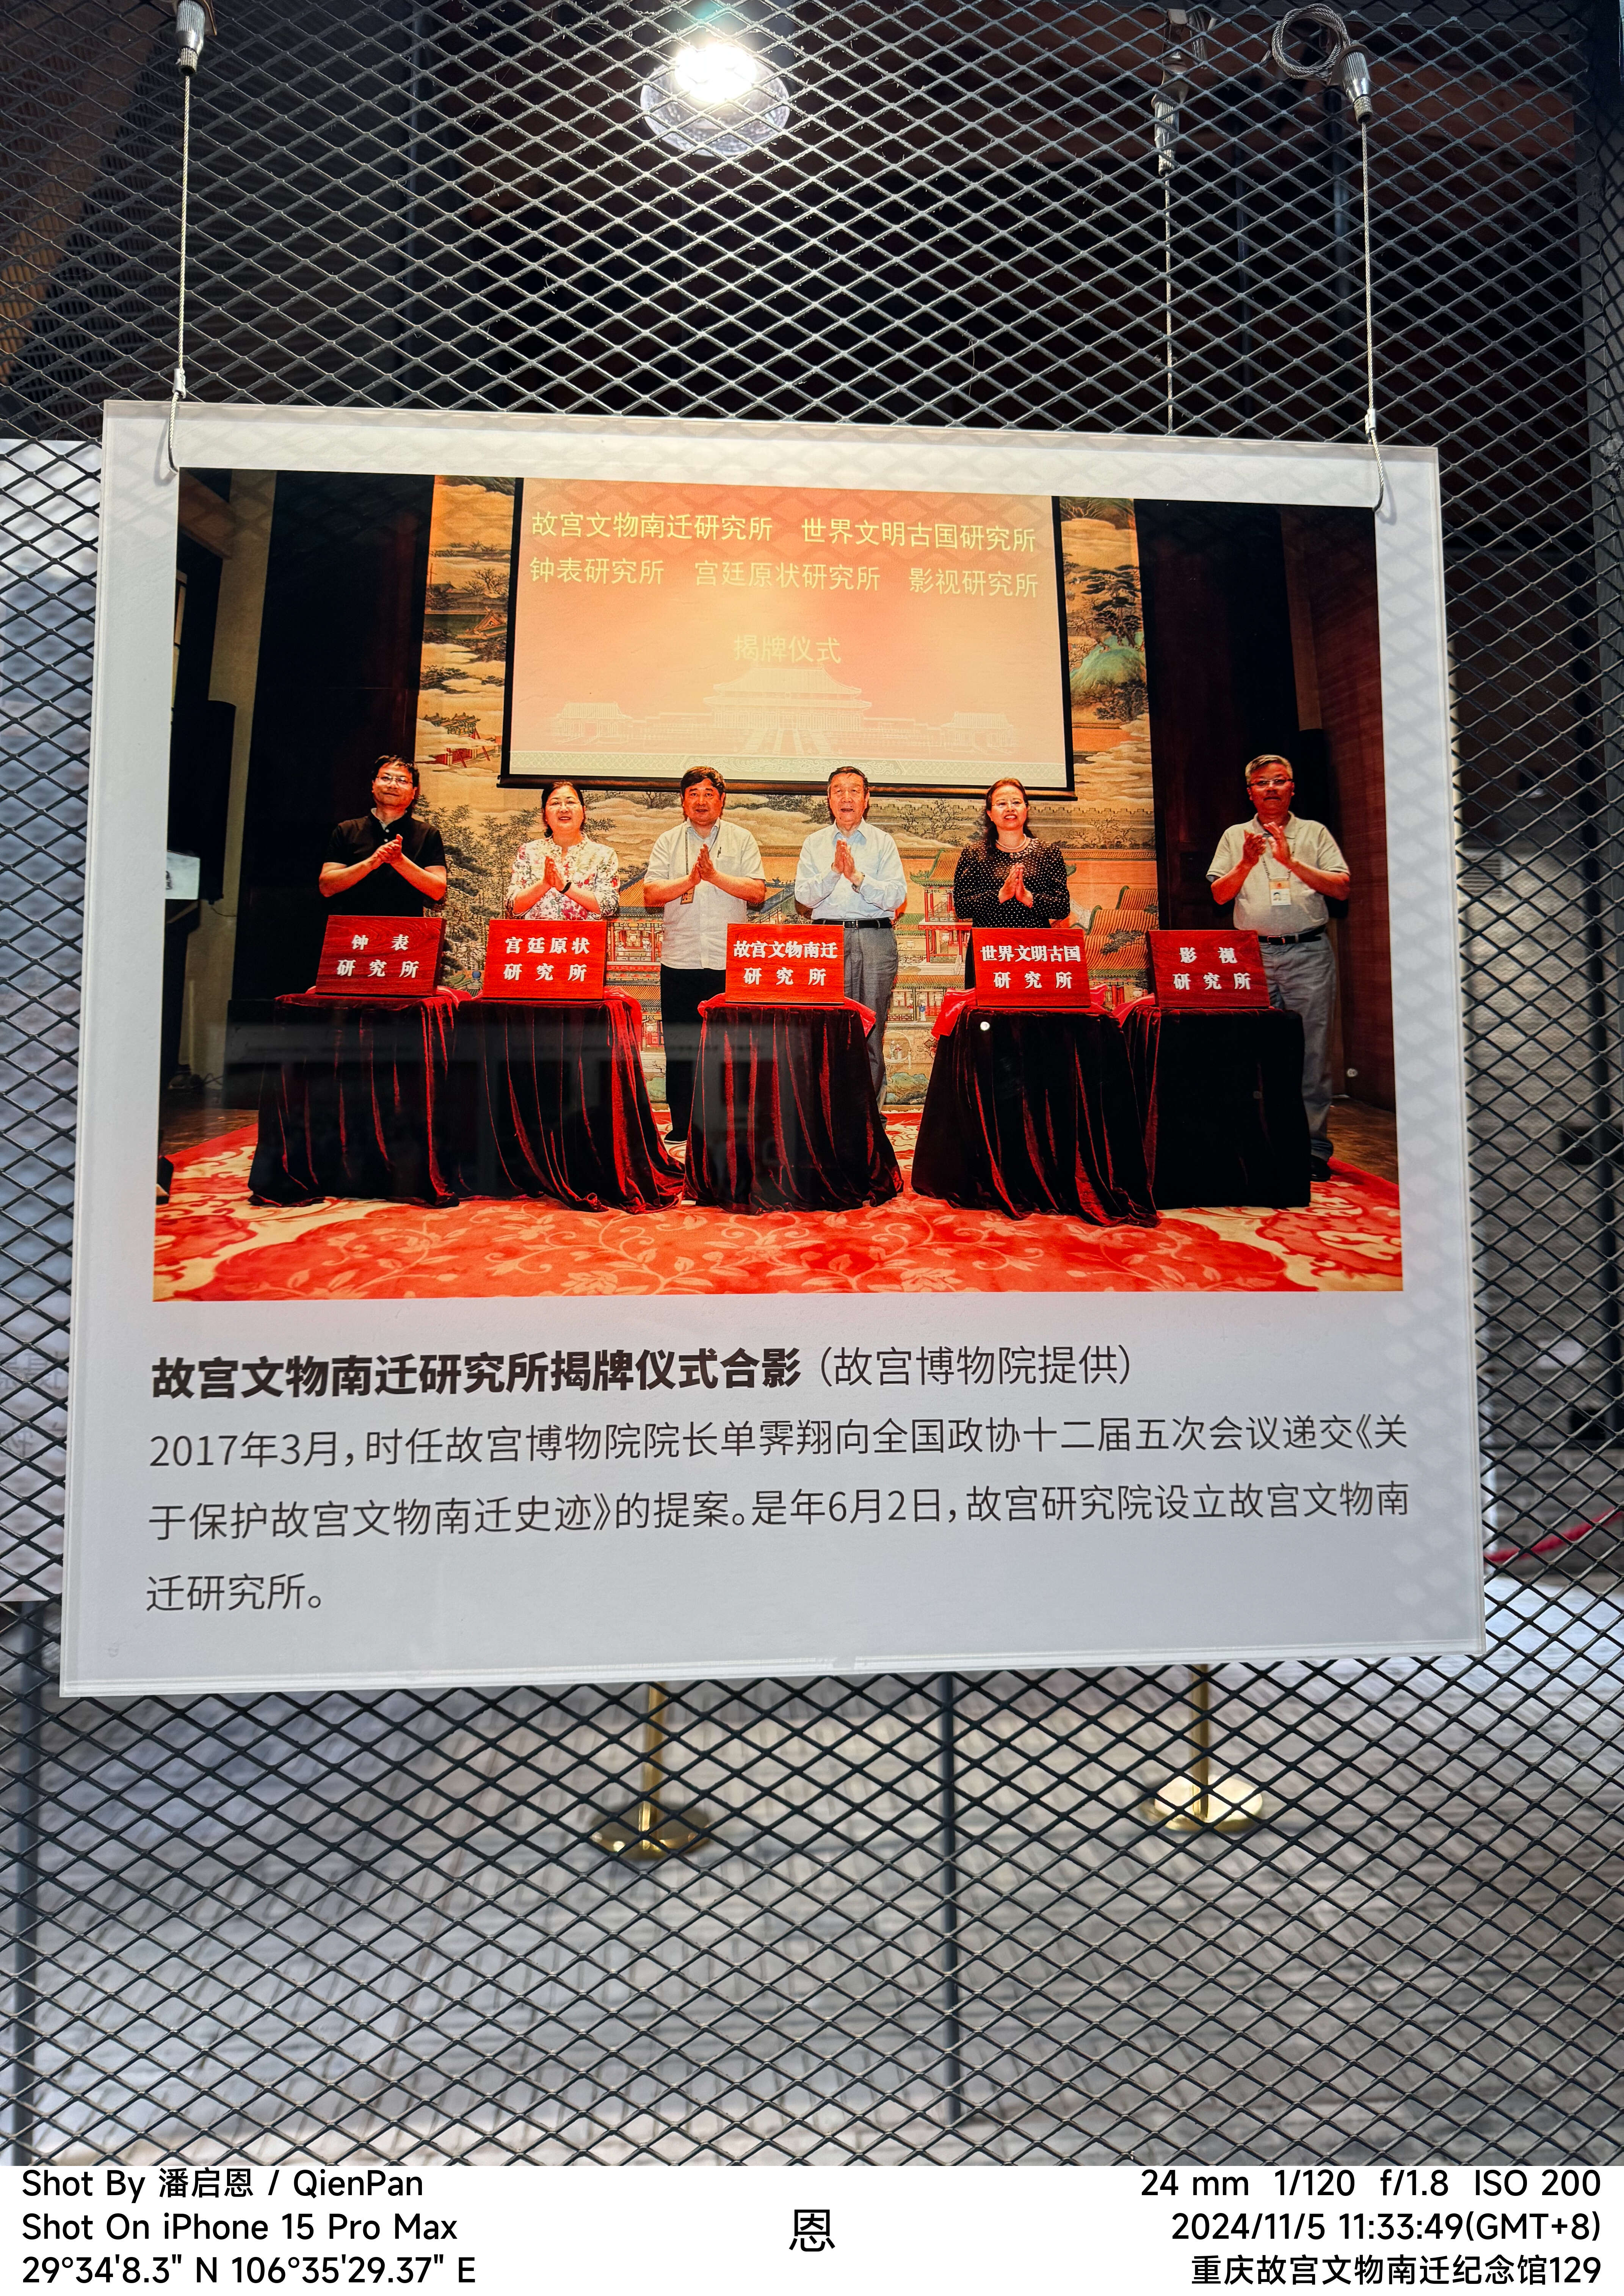 故宫文物南迁研究所 世界文明古国研究所
钟表研究所 宫廷原状研究所 影视研究所
揭牌仪式
钟表
研究所
宫廷原状
研究所
故宫文物南迁
研究所
世界文明古国
研究所
影视
研究所
故宫文物南迁研究所揭牌仪式合影（故宫博物院提供）
2017年3月，时任故宫博物院院长单霁翔向全国政协十二届五次会议递交《关
于保护故宫文物南迁史迹》的提案。是年6月2日，故宫研究院设立故宫文物南
迁研究所。
Shot By 潘启恩 / QienPan
Shot On iPhone 15 Pro Max
29°34'8.3" N 106°35'29.37" E
恩
24 mm 1/120 f/1.8 ISO 200
2024/11/5 11:33:49(GMT+8)
重庆故宫文物南迁纪念馆129